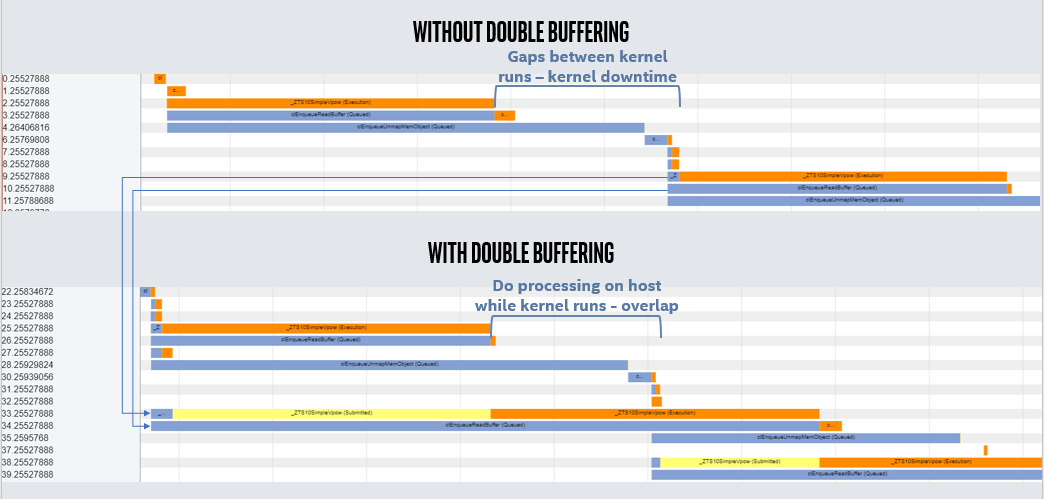 WITHOUT DOUBLE BUFFERING
Gaps between kernel
runs – kernel downtime
0.25527888
1.25527888
c...
2.25527888
_ZTS10SimpleVpow (Execution)
3.25527888
clEnqueueReadBuffer (Queued)
c...
4.26406816
clEnqueueUnmapMemObject (Queued)
6.25769808
c...
7.25527888
8.25527888
9.25527888
_Z
_ZTS10SimpleVpow (Execution)
10.25527888
clEnqueueReadBuffer (Queued)
11.25788688
clEnqueueUnmapMemObject (Queued)
WITH DOUBLE BUFFERING
Do processing on host
while kernel runs - overlap
22.25834672
23.25527888
24.25527888
25.25527888
_Z
_ZTS10SimpleVpow (Execution)
26.25527888
clEnqueueReadBuffer (Queued)
27.25527888
28.25929824
clEnqueueUnmapMemObject (Queued)
30.25939056
c...
31.25527888
32.25527888
33.25527888
_...
_ZTS10SimpleVpow (Submitted)
_ZTS10SimpleVpow (Execution)
34.25527888
clEnqueueReadBuffer (Queued)
c...
35.2595768
clEnqueueUnmapMemObject (Queued)
37.25527888
38.25527888
_ZTS10SimpleVpow (Submitted)
_ZTS10SimpleVpow (Execution)
39.25527888
clEnqueueReadBuffer (Queued)